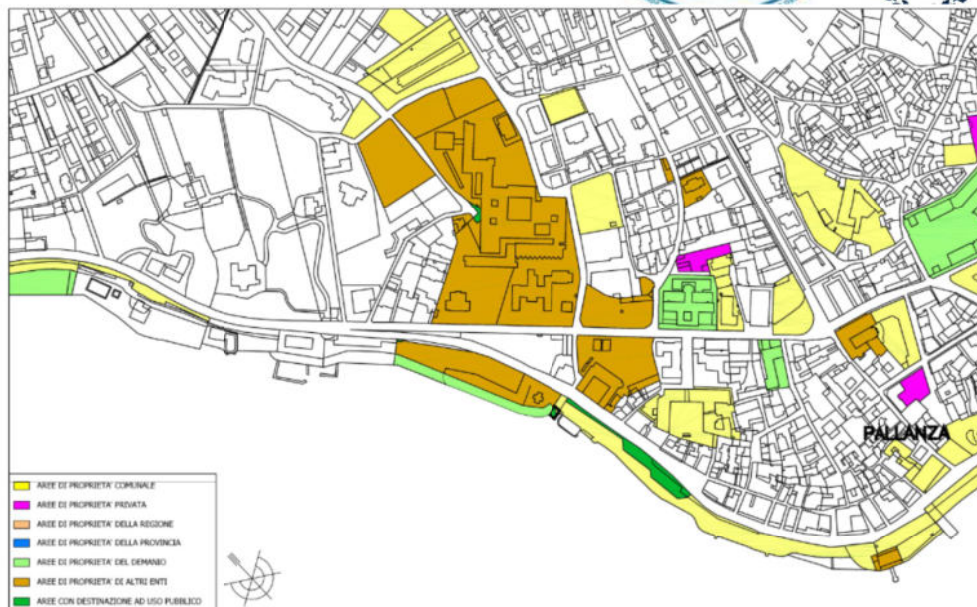 PALLANZA
AREE DI PROPRIETA' COMUNALE
AREE DI PROPRIETA' PRIVATA
AREE DI PROPRIETA' DELLA REGIONE
AREE DI PROPRIETA' DELLA PROVINCIA
AREE DI PROPRIETA' DEL DEMANIO
AREE DI PROPRIETA' DI ALTRI ENTI
AREE CON DESTINAZIONE AD USO PUBBLICO